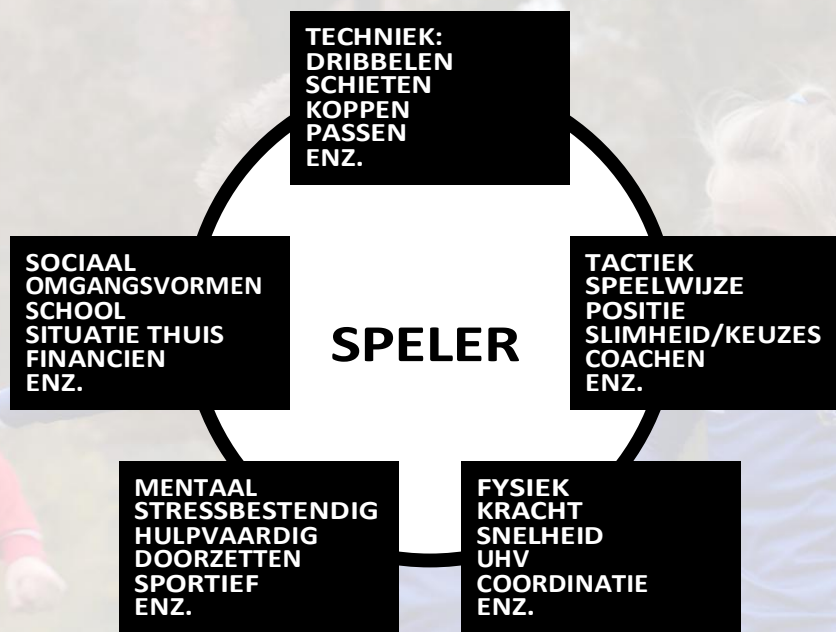 TECHNIEK:
DRIBBELEN
SCHIETEN
KOPPEN
PASSEN
ENZ.
SOCIAAL
OMGANGSVORMEN
SCHOOL
SITUATIE THUIS
FINANCIEN
ENZ.
SPELER
TACTIEK
SPEELWIJZE
POSITIE
SLIMHEID/KEUZES
COACHEN
ENZ.
MENTAAL
STRESSBESTENDIG
HULPVAARDIG
DOORZETTEN
SPORTIEF
ENZ.
FYSIEK
KRACHT
SNELHEID
UHV
COORDINATIE
ENZ.